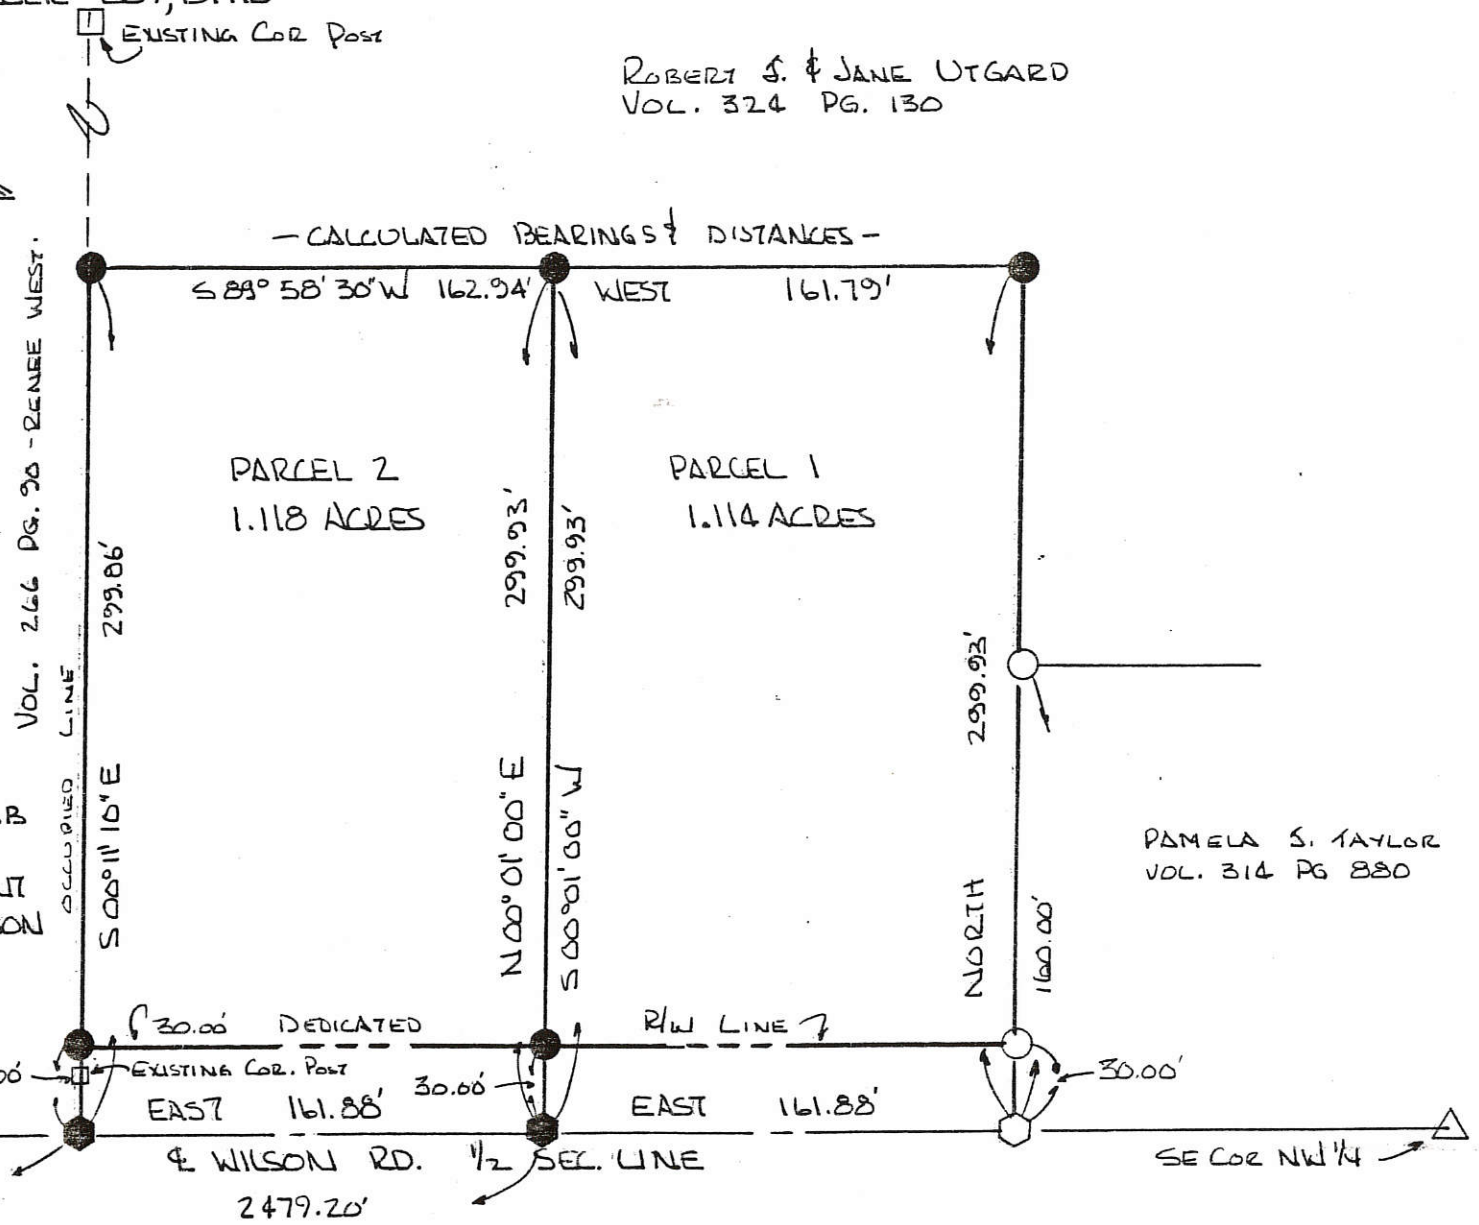 EXISTING COR POST
ROBERT S. & JANE UTGARD
VOL. 324 PG. 130
- CALCULATED BEARINGS & DISTANCES -
S 89° 58' 30" W 162.94'
WEST 161.79'
VOL. 266 PG. 90 - RENEE WEST.
OCCUPIED LINE
S 00° 11' 10" E 299.86'
PARCEL 2
1.118 ACRES
N 00° 01' 00" E 299.93'
S 00° 01' 00" W 299.93'
PARCEL 1
1.114 ACRES
NORTH 299.93'
160.00'
PAMELA S. TAYLOR
VOL. 314 PG 880
30.00' DEDICATED R/W LINE
EXISTING COR. POST
30.00'
30.00'
EAST 161.88'
EAST 161.88'
℄ WILSON RD. 1/2 SEC. LINE
SE COR NW 1/4
2479.20'